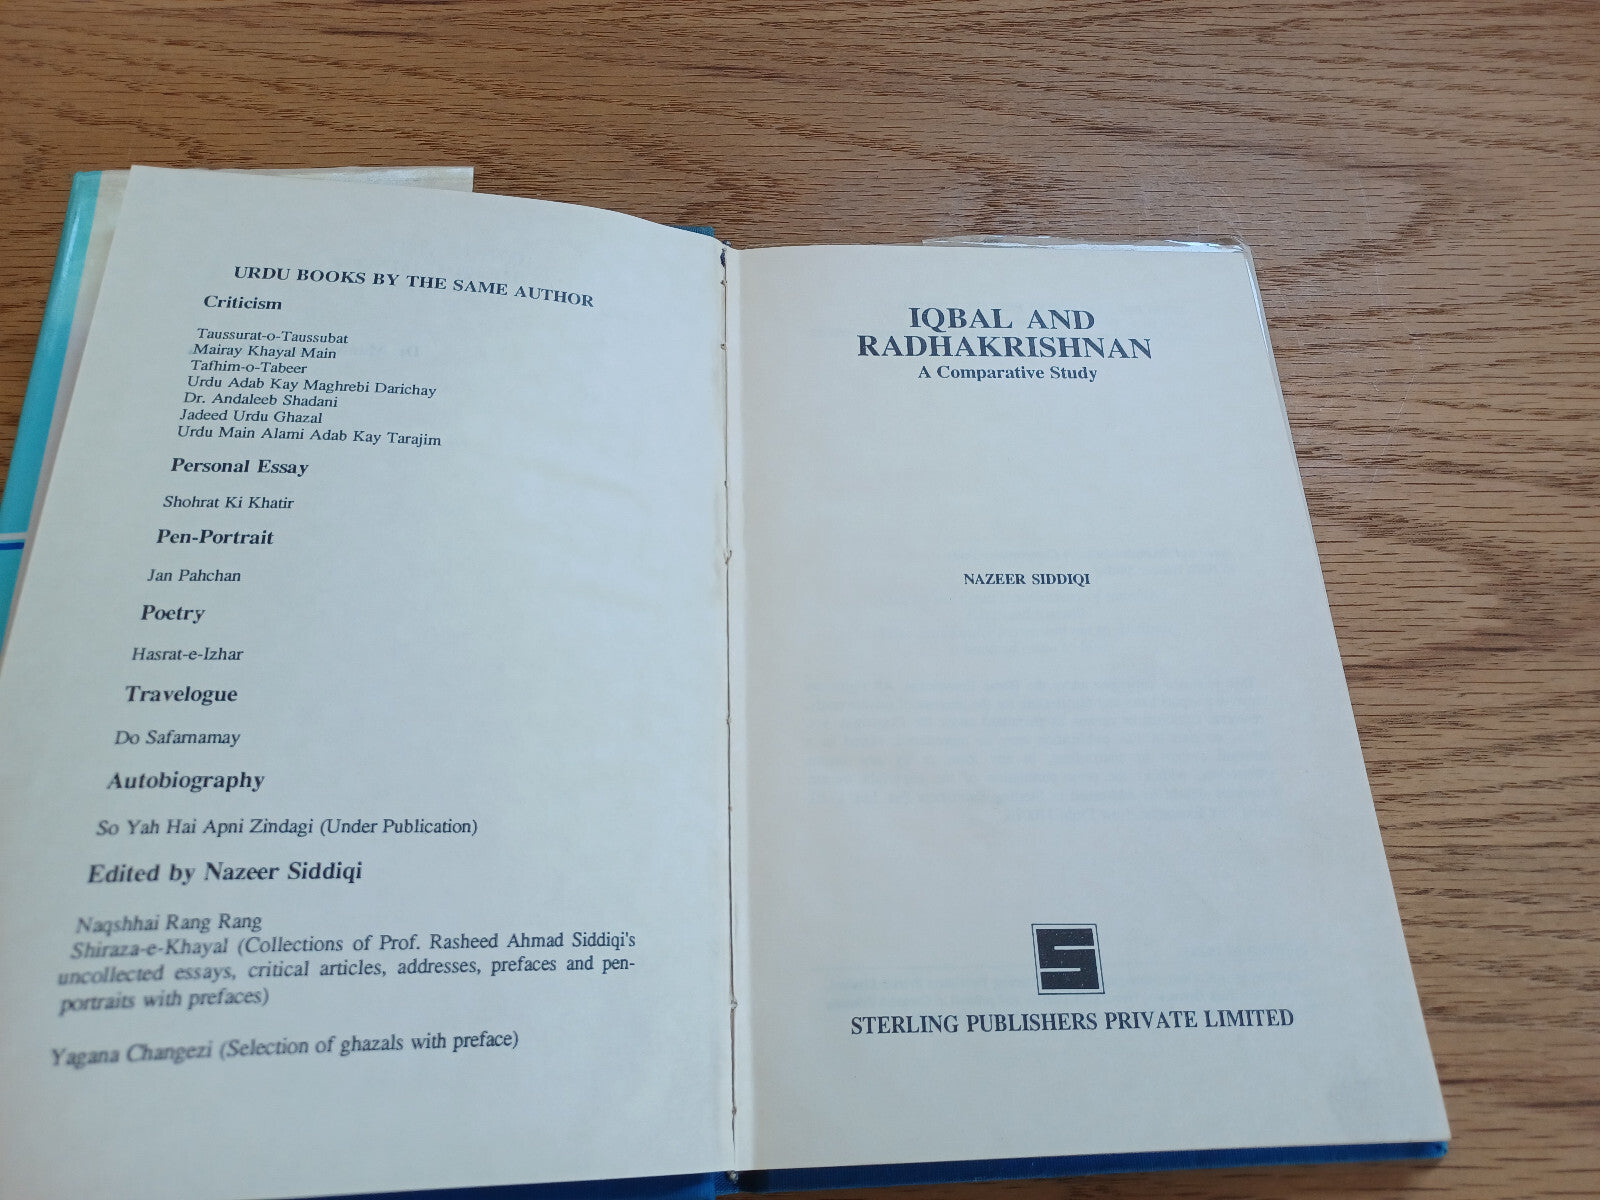 URDU BOOKS BY THE SAME AUTHOR
Criticism
Taussurat-o-Taussubat
Mairay Khayal Main
Tafhim-o-Tabeer
Urdu Adab Kay Maghrebi Darichay
Dr. Andaleeb Shadani
Jadeed Urdu Ghazal
Urdu Main Alami Adab Kay Tarajim
Personal Essay
Shohrat Ki Khatir
Pen-Portrait
Jan Pahchan
Poetry
Hasrat-e-Izhar
Travelogue
Do Safarnamay
Autobiography
So Yah Hai Apni Zindagi (Under Publication)
Edited by Nazeer Siddiqi
Naqshhai Rang Rang
Shiraza-e-Khayal (Collections of Prof. Rasheed Ahmad Siddiqi's
uncollected essays, critical articles, addresses, prefaces and pen-
portraits with prefaces)
Yagana Changezi (Selection of ghazals with preface)
IQBAL AND
RADHAKRISHNAN
A Comparative Study
NAZEER SIDDIQI
S
STERLING PUBLISHERS PRIVATE LIMITED